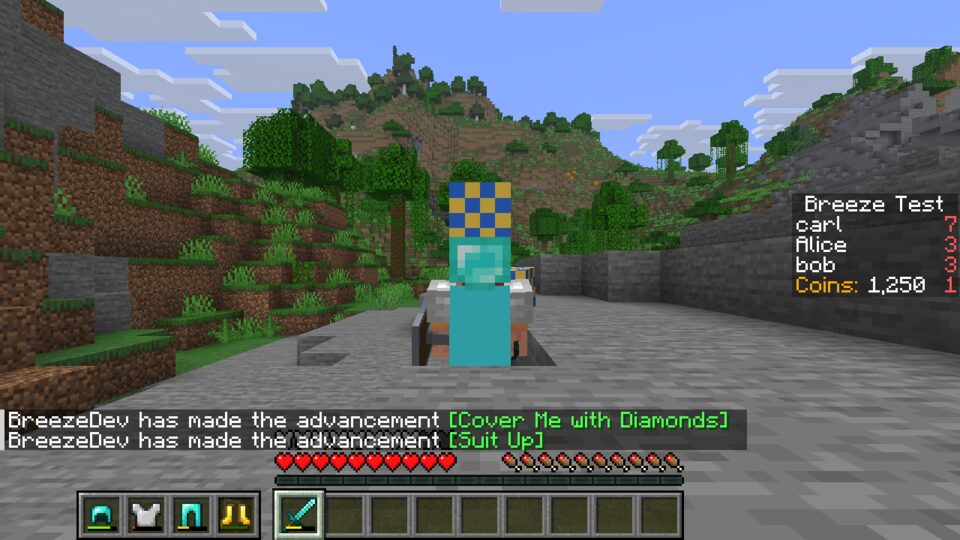 Breeze Test
carl 7
Alice 3
bob 3
Coins: 1,250 1
BreezeDev has made the advancement [Cover Me with Diamonds]
BreezeDev has made the advancement [Suit Up]